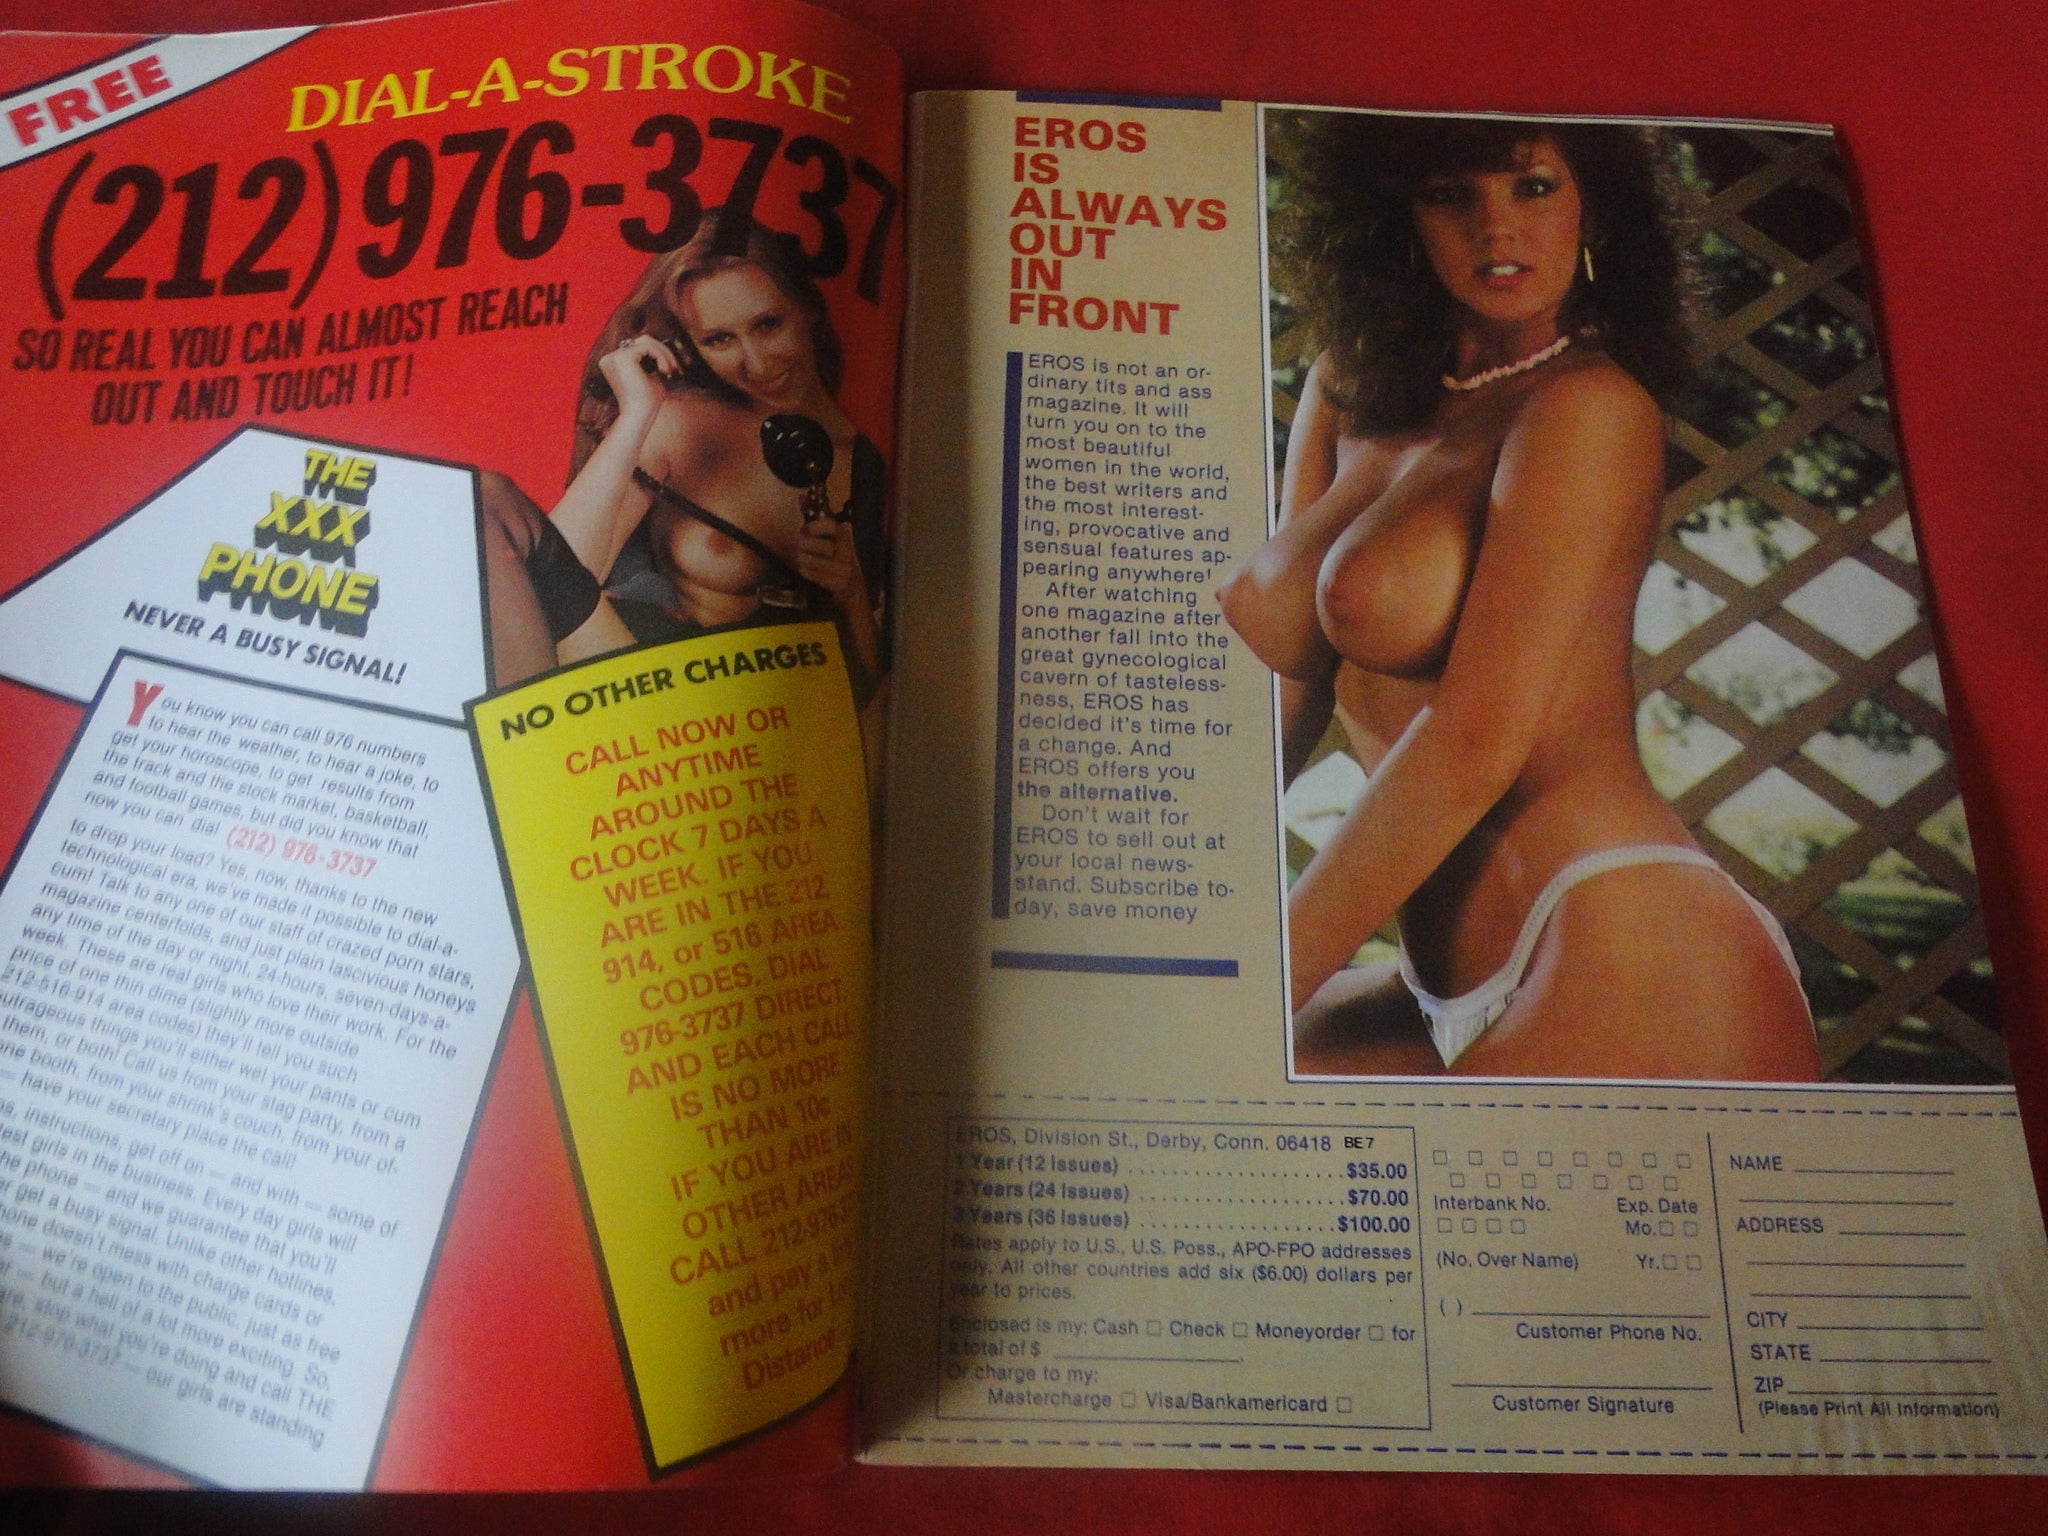 FREE
DIAL-A-STROKE
(212) 976-3737
SO REAL YOU CAN ALMOST REACH
OUT AND TOUCH IT!
THE
XXX
PHONE
NEVER A BUSY SIGNAL!
You know you can call 976 numbers
to hear the weather, to hear a joke, to
get your horoscope, to get results from
the track and the stock market, basketball,
and football games, but did you know that
now you can dial (212) 976-3737
to drop your load? Yes, now, thanks to the new
technological era, we've made it possible to dial-a-
cum! Talk to any one of our staff of crazed porn stars,
magazine centerfolds, and just plain lascivious honeys
any time of the day or night, 24-hours, seven-days-a-
week. These are real girls who love their work. For the
price of one thin dime (slightly more outside
212-516-914 area codes) they'll tell you such
outrageous things you'll either wet your pants or cum
them, or both! Call us from your stag party, from a
booth, from your shrink's couch, from your of-
— have your secretary place the call!
instructions, get off on — and with — some of
girls in the business. Every day girls will
phone — and we guarantee that you'll
get a busy signal. Unlike other hotlines,
doesn't mess with charge cards or
— we're open to the public, just as free
— but a hell of a lot more exciting. So,
stop what you're doing and call THE
212-976-3737 — our girls are standing
NO OTHER CHARGES
CALL NOW OR
ANYTIME
AROUND THE
CLOCK 7 DAYS A
WEEK. IF YOU
ARE IN THE 212,
914, or 516 AREA
CODES, DIAL
976-3737 DIRECT,
AND EACH CALL
IS NO MORE
THAN 10¢
IF YOU ARE IN
OTHER AREAS
CALL 212-976-37
and pay a
more for
Distance
EROS
IS
ALWAYS
OUT
IN
FRONT
EROS is not an or-
dinary tits and ass
magazine. It will
turn you on to the
most beautiful
women in the world,
the best writers and
the most interest-
ing, provocative and
sensual features ap-
pearing anywhere!
After watching
one magazine after
another fall into the
great gynecological
cavern of tasteless-
ness, EROS has
decided it's time for
a change. And
EROS offers you
the alternative.
Don't wait for
EROS to sell out at
your local news-
stand. Subscribe to-
day, save money
EROS, Division St., Derby, Conn. 06418 BE7
1 Year (12 Issues) ..................... $35.00
2 Years (24 Issues) .................... $70.00
3 Years (36 Issues) .................... $100.00
Rates apply to U.S., U.S. Poss., APO-FPO addresses
only. All other countries add six ($6.00) dollars per
year to prices.
Enclosed is my: Cash □ Check □ Moneyorder □ for
a total of $
Or charge to my:
Mastercharge □ Visa/Bankamericard □
Interbank No. Exp. Date
Mo. □ □
(No. Over Name) Yr. □ □
( )
Customer Phone No.
Customer Signature
NAME
ADDRESS
CITY
STATE
ZIP
(Please Print All Information)